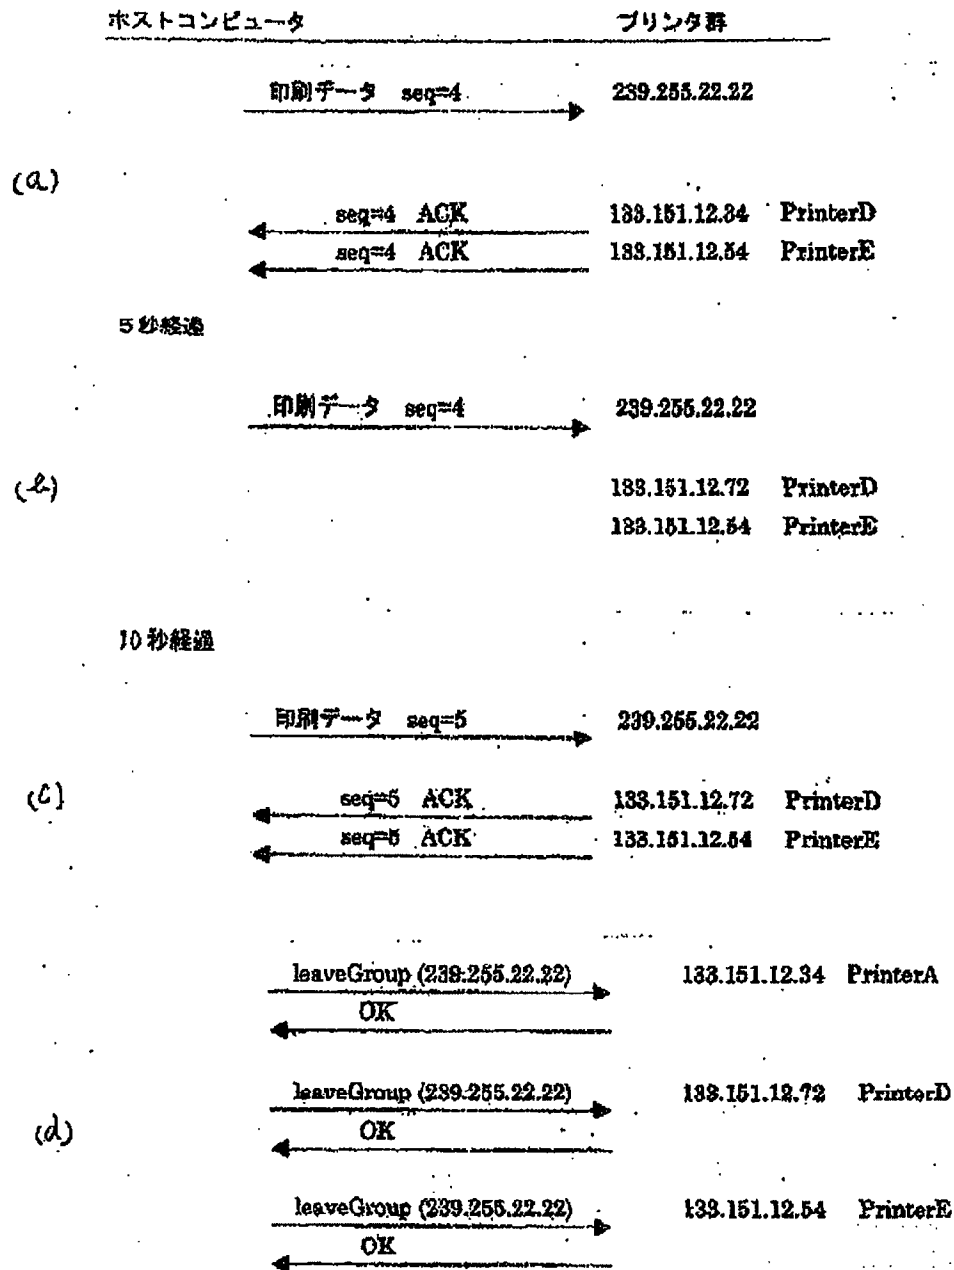 ホストコンピュータ プリンタ群
印刷データ seq=4 239.255.22.22
(a)
seq=4 ACK 133.151.12.34 PrinterD
seq=4 ACK 133.151.12.54 PrinterE
5秒経過
印刷データ seq=4 239.255.22.22
(b)
133.151.12.72 PrinterD
133.151.12.54 PrinterE
10秒経過
印刷データ seq=5 239.255.22.22
(c)
seq=5 ACK 133.151.12.72 PrinterD
seq=5 ACK 133.151.12.54 PrinterE
leaveGroup (239.255.22.22) 133.151.12.34 PrinterA
OK
leaveGroup (239.255.22.22) 133.151.12.72 PrinterD
(d)
OK
leaveGroup (239.255.22.22) 133.151.12.54 PrinterE
OK